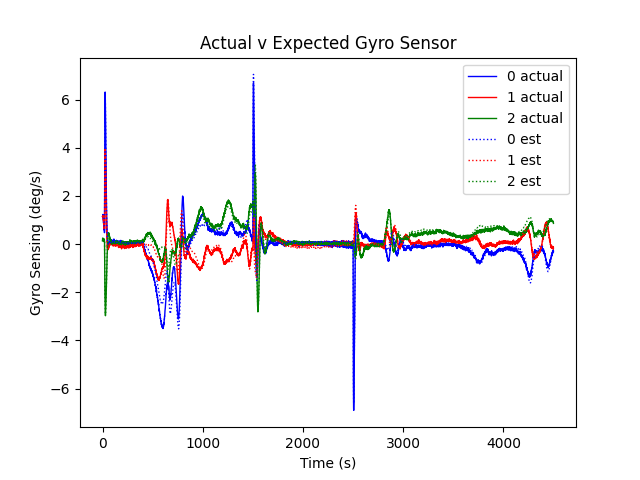 Actual v Expected Gyro Sensor
0 actual
1 actual
2 actual
0 est
1 est
2 est
Gyro Sensing (deg/s)
6
4
2
0
−2
−4
−6
0 1000 2000 3000 4000
Time (s)